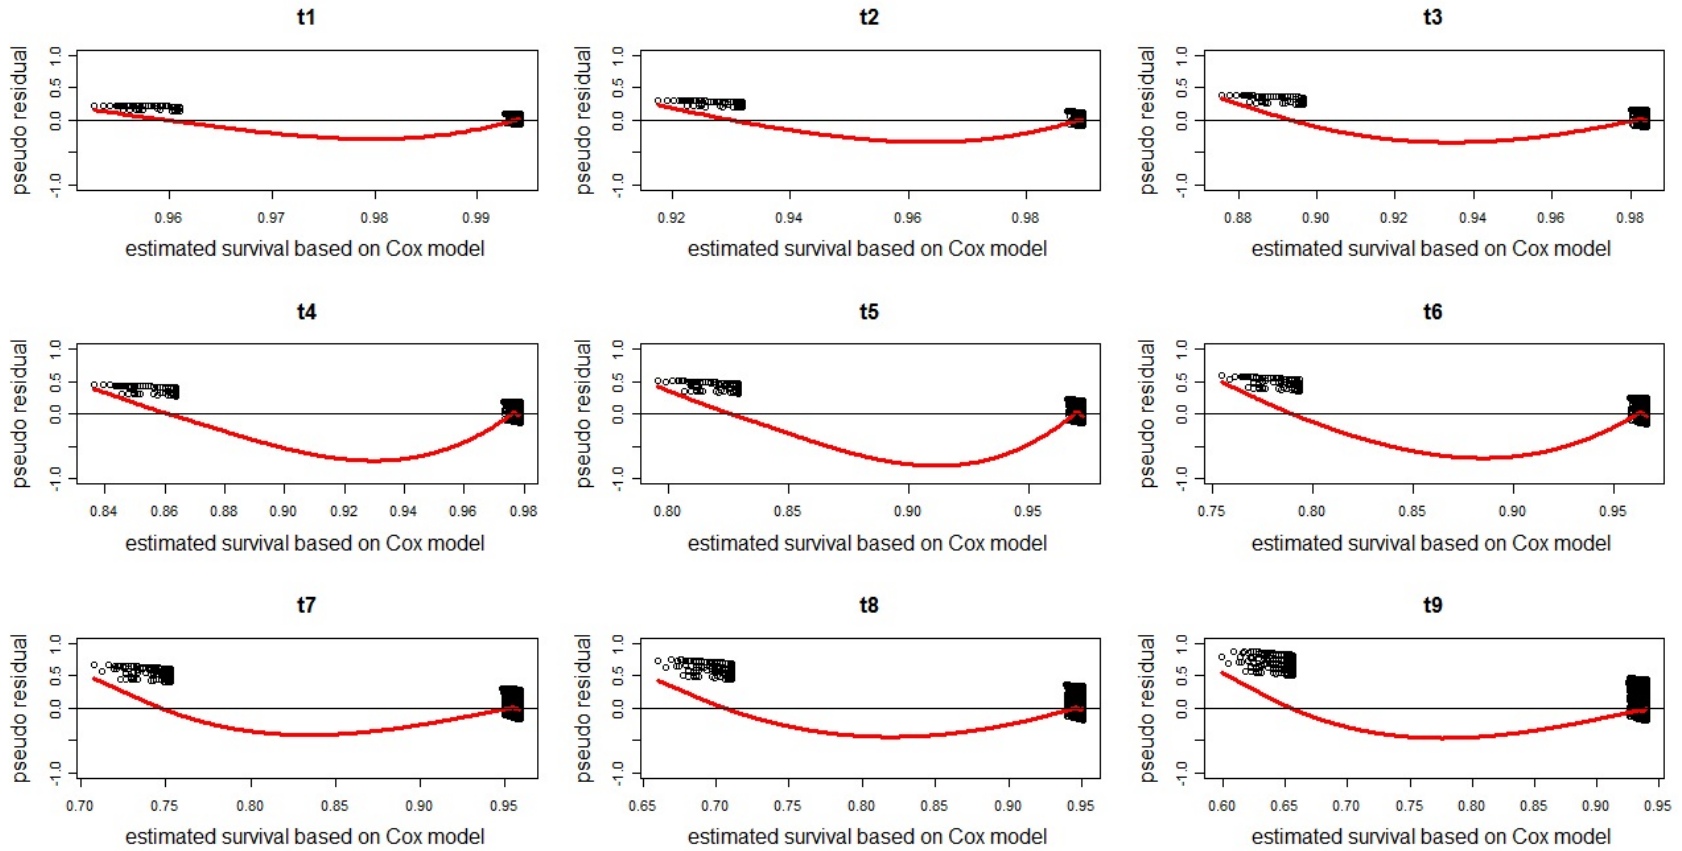 t1
t2
t3
pseudo residual
1.0
0.5
0.0
-1.0
pseudo residual
1.0
0.5
0.0
-1.0
pseudo residual
1.0
0.5
0.0
-1.0
0.96 0.97 0.98 0.99
0.92 0.94 0.96 0.98
0.88 0.90 0.92 0.94 0.96 0.98
estimated survival based on Cox model
estimated survival based on Cox model
estimated survival based on Cox model
t4
t5
t6
pseudo residual
1.0
0.5
0.0
-1.0
pseudo residual
1.0
0.5
0.0
-1.0
pseudo residual
1.0
0.5
0.0
-1.0
0.84 0.86 0.88 0.90 0.92 0.94 0.96 0.98
0.80 0.85 0.90 0.95
0.75 0.80 0.85 0.90 0.95
estimated survival based on Cox model
estimated survival based on Cox model
estimated survival based on Cox model
t7
t8
t9
pseudo residual
1.0
0.5
0.0
-1.0
pseudo residual
1.0
0.5
0.0
-1.0
pseudo residual
1.0
0.5
0.0
-1.0
0.70 0.75 0.80 0.85 0.90 0.95
0.65 0.70 0.75 0.80 0.85 0.90 0.95
0.60 0.65 0.70 0.75 0.80 0.85 0.90 0.95
estimated survival based on Cox model
estimated survival based on Cox model
estimated survival based on Cox model